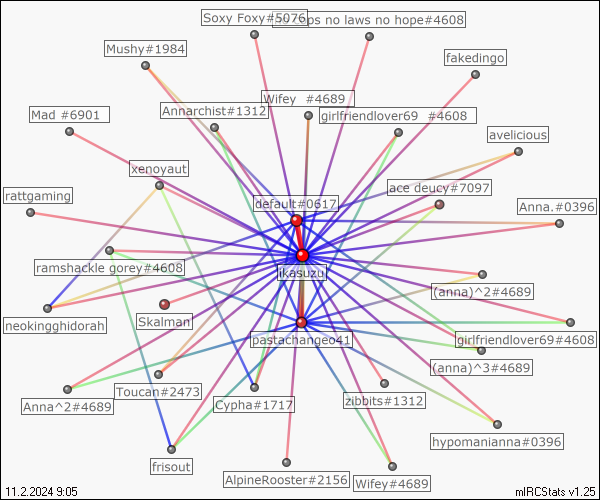 Soxy Foxy#5076
ps no laws no hope#4608
Mushy#1984
fakedingo
Wifey  #4689
Mad #6901
Annarchist#1312
girlfriendlover69  #4608
avelicious
xenoyaut
ace deucy#7097
rattgaming
default#0617
Anna.#0396
ramshackle gorey#4608
ikasuzu
(anna)^2#4689
neokingghidorah
Skalman
pastachangeo41
girlfriendlover69#4608
(anna)^3#4689
Toucan#2473
Anna^2#4689
Cypha#1717
zibbits#1312
hypomanianna#0396
frisout
AlpineRooster#2156
Wifey#4689
11.2.2024 9:05
mIRCStats v1.25